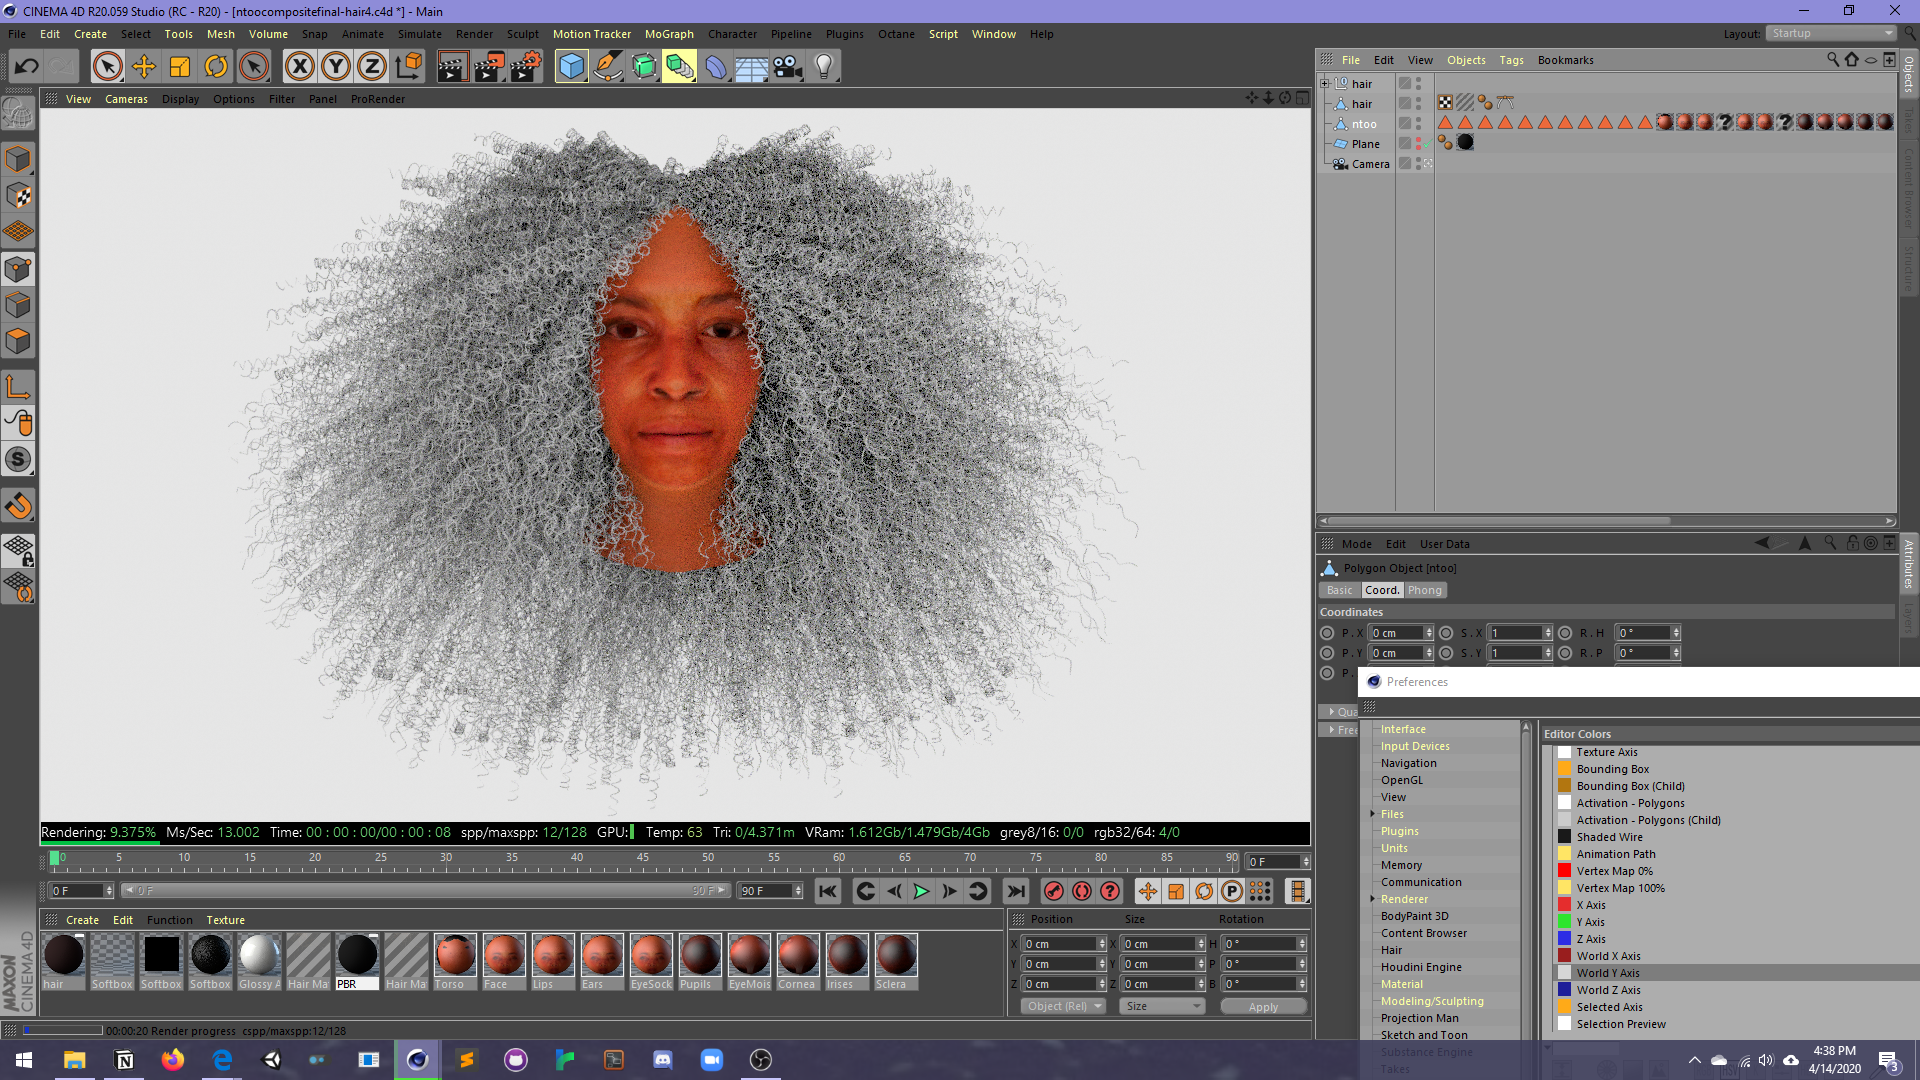 CINEMA 4D R20.059 Studio (RC - R20) - [ntoocompositefinal-hair4.c4d *] - Main
File Edit Create Select Tools Mesh Volume Snap Animate Simulate Render Sculpt Motion Tracker MoGraph Character Pipeline Plugins Octane Script Window Help
Layout: Startup
View Cameras Display Options Filter Panel ProRender
File Edit View Objects Tags Bookmarks
hair
hair
ntoo
Plane
Camera
Objects
Takes
Content Browser
Structure
Mode Edit User Data
Attributes
Layers
Polygon Object [ntoo]
Basic Coord. Phong
Coordinates
P . X 0 cm S . X 1 R . H 0 °
P . Y 0 cm S . Y 1 R . P 0 °
P .
Qua
Free
Preferences
Interface
Input Devices
Navigation
OpenGL
View
Files
Plugins
Units
Memory
Communication
Renderer
BodyPaint 3D
Content Browser
Hair
Houdini Engine
Material
Modeling/Sculpting
Projection Man
Sketch and Toon
Substance Engine
Takes
Editor Colors
Texture Axis
Bounding Box
Bounding Box (Child)
Activation - Polygons
Activation - Polygons (Child)
Shaded Wire
Animation Path
Vertex Map 0%
Vertex Map 100%
X Axis
Y Axis
Z Axis
World X Axis
World Y Axis
World Z Axis
Selected Axis
Selection Preview
Rendering: 9.375% Ms/Sec: 13.002 Time: 00 : 00 : 00/00 : 00 : 08 spp/maxspp: 12/128 GPU: Temp: 63 Tri: 0/4.371m VRam: 1.612Gb/1.479Gb/4Gb grey8/16: 0/0 rgb32/64: 4/0
0 5 10 15 20 25 30 35 40 45 50 55 60 65 70 75 80 85 90 0 F
0 F 0 F 90 F 90 F
Create Edit Function Texture
hair Softbox Softbox Softbox Glossy A Hair Ma PBR Hair Ma Torso Face Lips Ears EyeSock Pupils EyeMois Cornea Irises Sclera
Position Size Rotation
X 0 cm X 0 cm H 0 °
Y 0 cm Y 0 cm P 0 °
Z 0 cm Z 0 cm B 0 °
Object (Rel) Size Apply
MAXON CINEMA 4D
00:00:20 Render progress cspp/maxspp:12/128
4:38 PM
4/14/2020
3